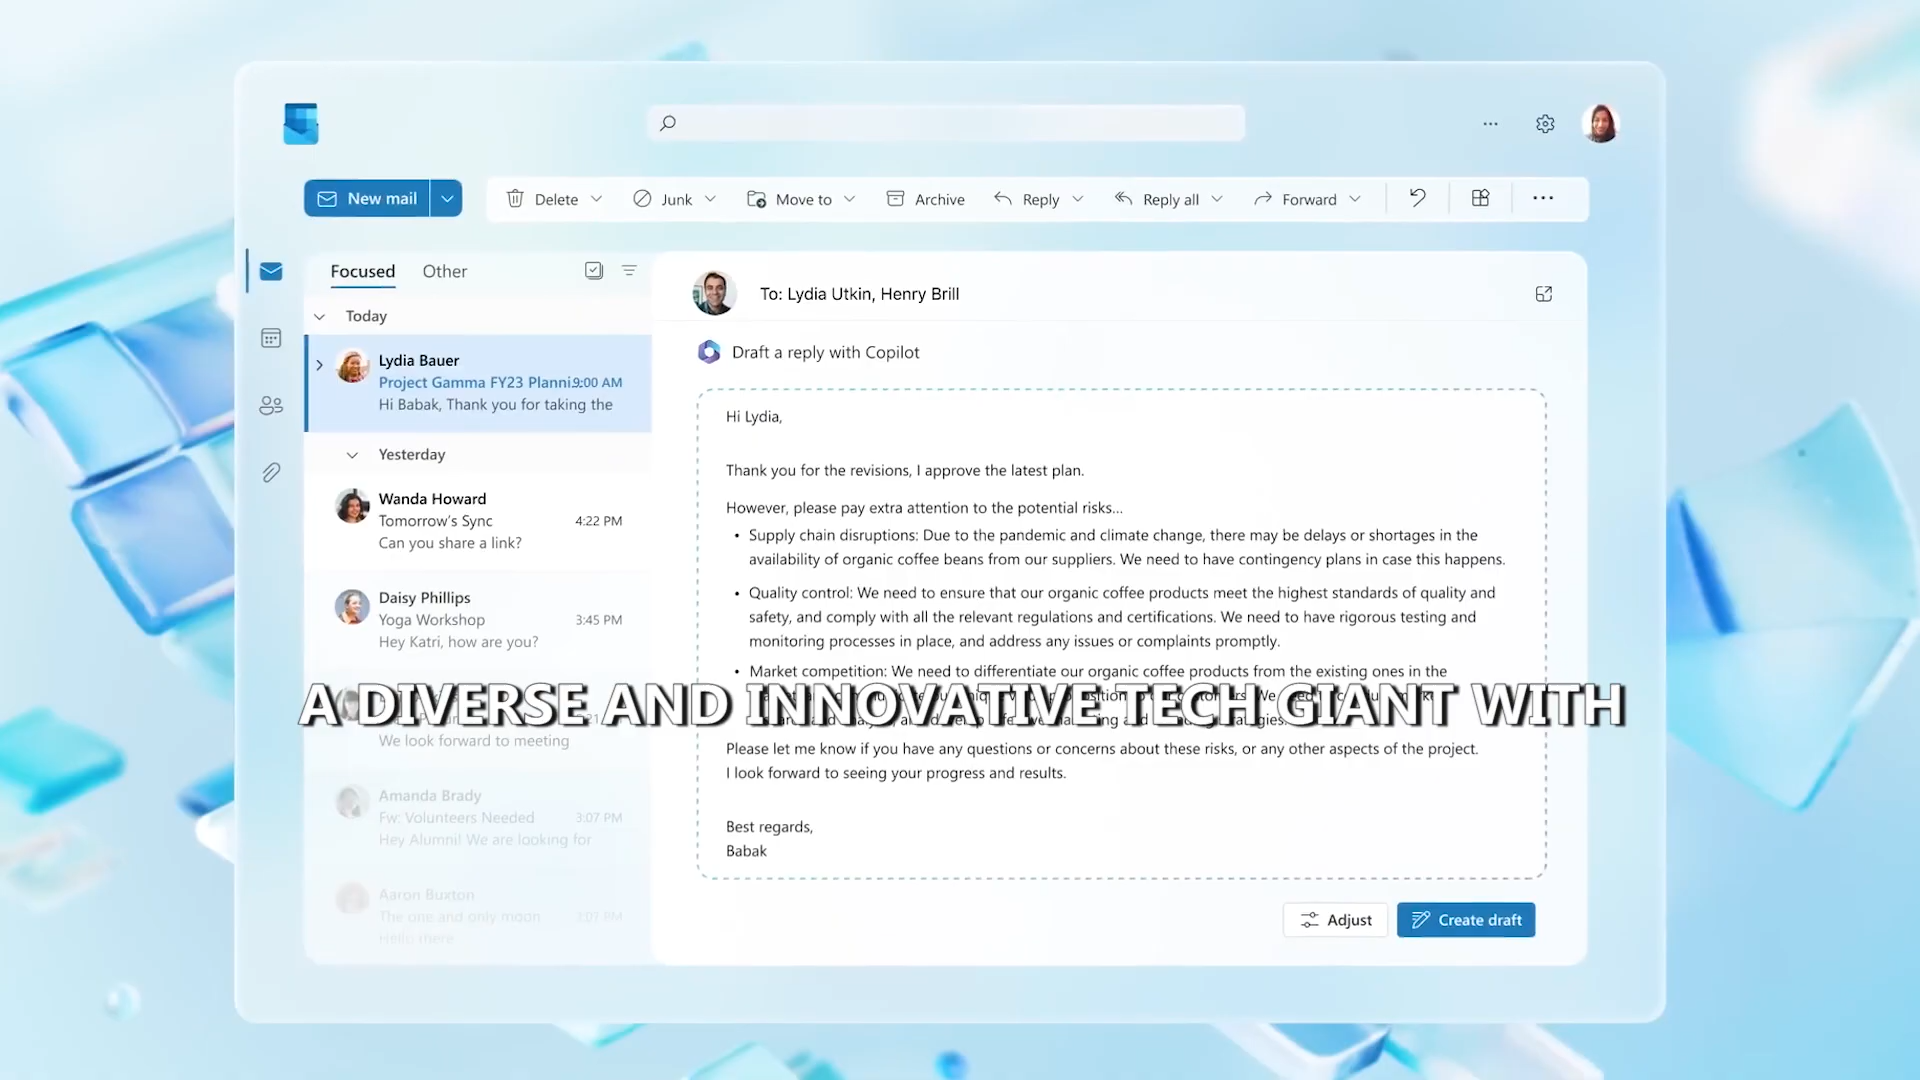 New mail
Delete
Junk
Move to
Archive
Reply
Reply all
Forward
Focused
Other
Today
Lydia Bauer
Project Gamma FY23 Planni..
9:00 AM
Hi Babak, Thank you for taking the
Yesterday
Wanda Howard
Tomorrow’s Sync
4:22 PM
Can you share a link?
Daisy Phillips
Yoga Workshop
3:45 PM
Hey Katri, how are you?
We look forward to meeting
Amanda Brady
Fw: Volunteers Needed
3:07 PM
Hey Alumni! We are looking for
Aaron Buxton
The one and only moon
1:07 PM
Hello there
To: Lydia Utkin, Henry Brill
Draft a reply with Copilot
Hi Lydia,
Thank you for the revisions, I approve the latest plan.
However, please pay extra attention to the potential risks...
• Supply chain disruptions: Due to the pandemic and climate change, there may be delays or shortages in the
availability of organic coffee beans from our suppliers. We need to have contingency plans in case this happens.
• Quality control: We need to ensure that our organic coffee products meet the highest standards of quality and
safety, and comply with all the relevant regulations and certifications. We need to have rigorous testing and
monitoring processes in place, and address any issues or complaints promptly.
• Market competition: We need to differentiate our organic coffee products from the existing ones in the
A DIVERSE AND INNOVATIVE TECH GIANT WITH
Please let me know if you have any questions or concerns about these risks, or any other aspects of the project.
I look forward to seeing your progress and results.
Best regards,
Babak
Adjust
Create draft